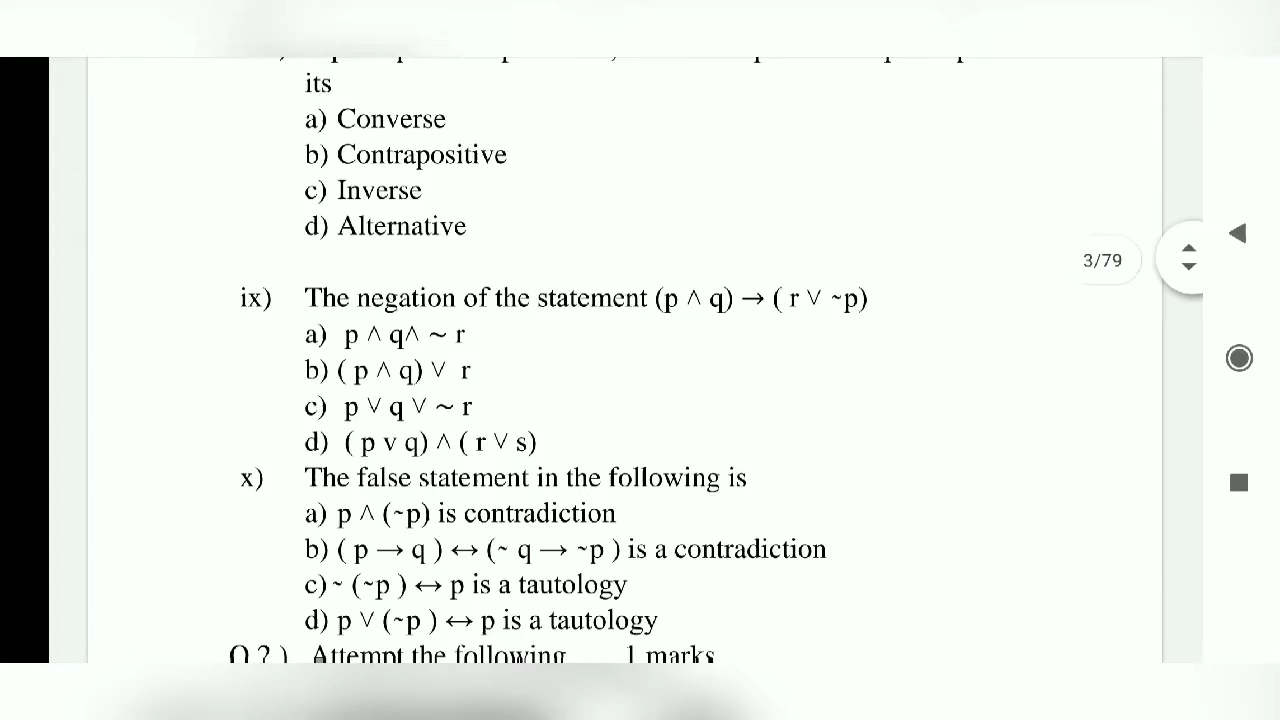 its
a) Converse
b) Contrapositive
c) Inverse
d) Alternative
3/79
ix) The negation of the statement (p ∧ q) → ( r ∨ ~p)
a) p ∧ q∧ ~ r
b) ( p ∧ q) ∨ r
c) p ∨ q ∨ ~ r
d) ( p v q) ∧ ( r ∨ s)
x) The false statement in the following is
a) p ∧ (~p) is contradiction
b) ( p → q ) ↔ (~ q → ~p ) is a contradiction
c) ~ (~p ) ↔ p is a tautology
d) p ∨ (~p ) ↔ p is a tautology
Q 2 ) Attempt the following 1 marks